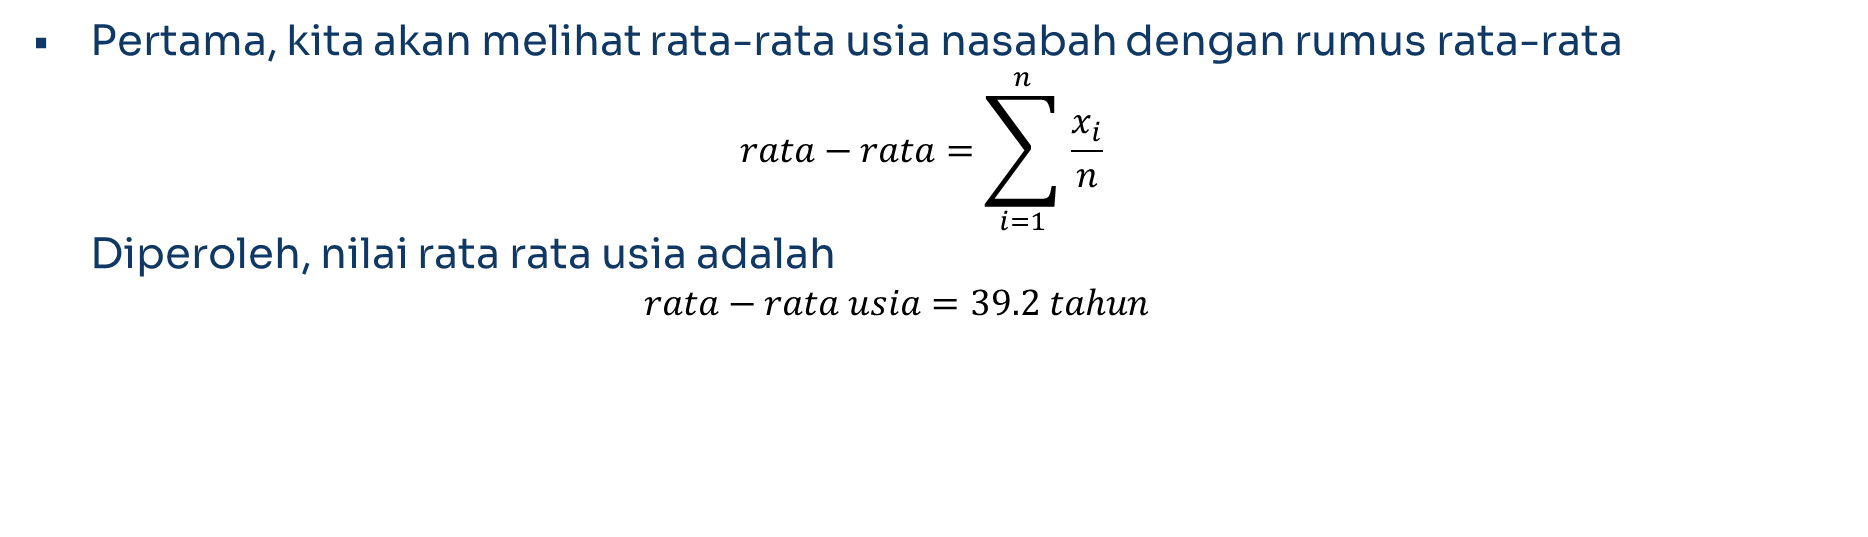 ▪ Pertama, kita akan melihat rata-rata usia nasabah dengan rumus rata-rata
n
rata − rata = ∑ xᵢ/n
i=1
Diperoleh, nilai rata rata usia adalah
rata − rata usia = 39.2 tahun